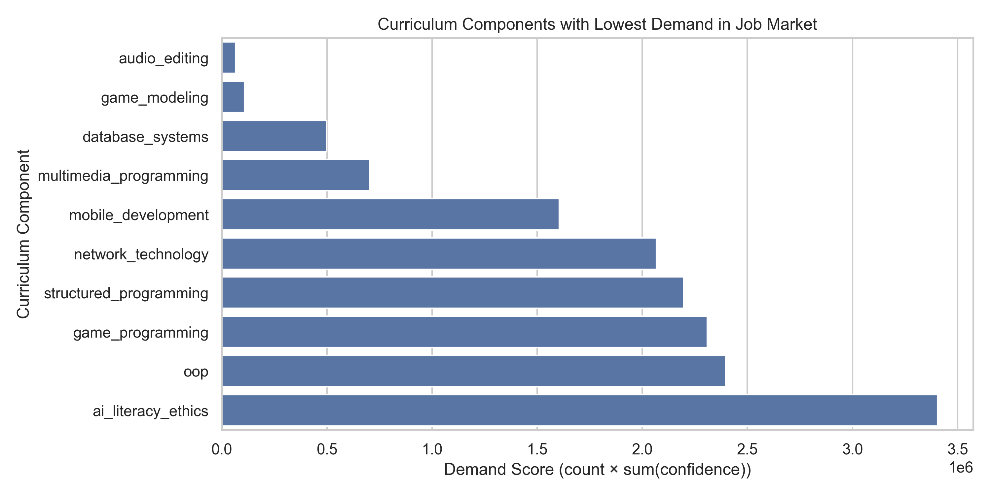 Curriculum Components with Lowest Demand in Job Market
Curriculum Component
audio_editing
game_modeling
database_systems
multimedia_programming
mobile_development
network_technology
structured_programming
game_programming
oop
ai_literacy_ethics
0.0 0.5 1.0 1.5 2.0 2.5 3.0 3.5
1e6
Demand Score (count × sum(confidence))